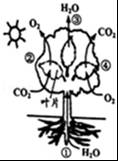 H₂O
③
O₂ CO₂
② ④
CO₂ O₂
叶片
H₂O
①